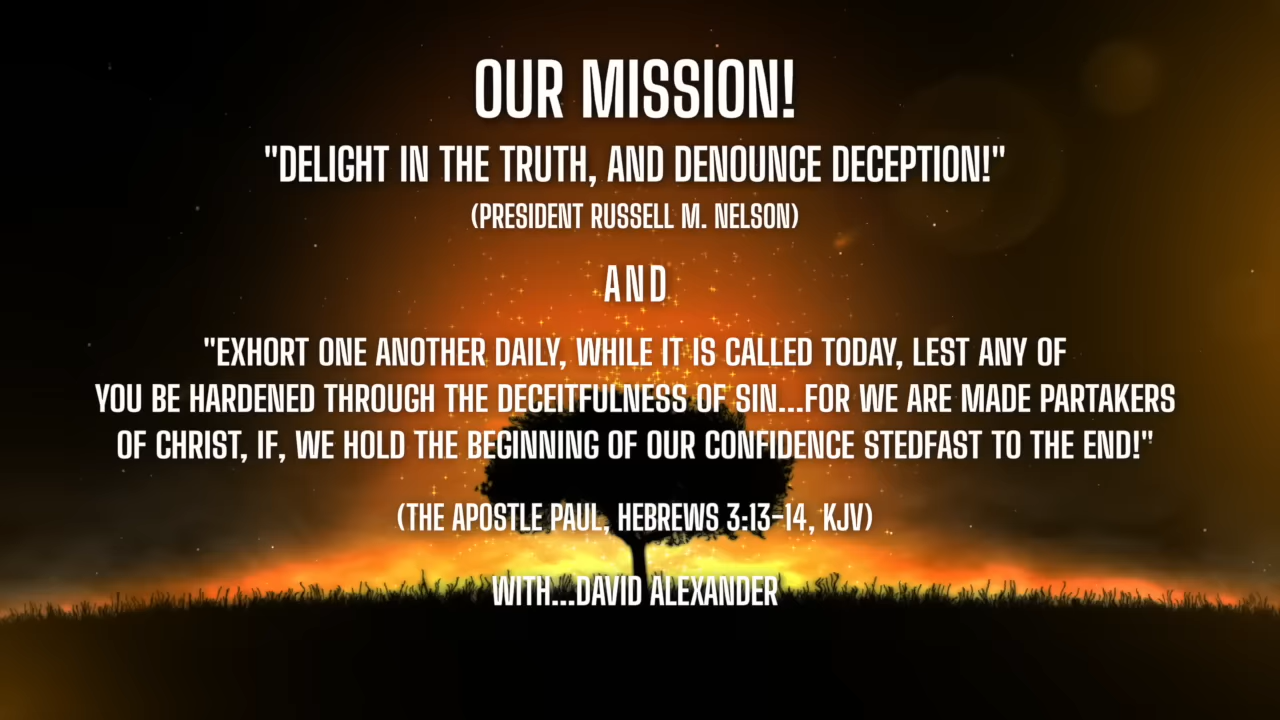 OUR MISSION!
"DELIGHT IN THE TRUTH, AND DENOUNCE DECEPTION!"
(PRESIDENT RUSSELL M. NELSON)
AND
"EXHORT ONE ANOTHER DAILY, WHILE IT IS CALLED TODAY, LEST ANY OF
YOU BE HARDENED THROUGH THE DECEITFULNESS OF SIN...FOR WE ARE MADE PARTAKERS
OF CHRIST, IF, WE HOLD THE BEGINNING OF OUR CONFIDENCE STEDFAST TO THE END!"
(THE APOSTLE PAUL, HEBREWS 3:13-14, KJV)
WITH...DAVID ALEXANDER